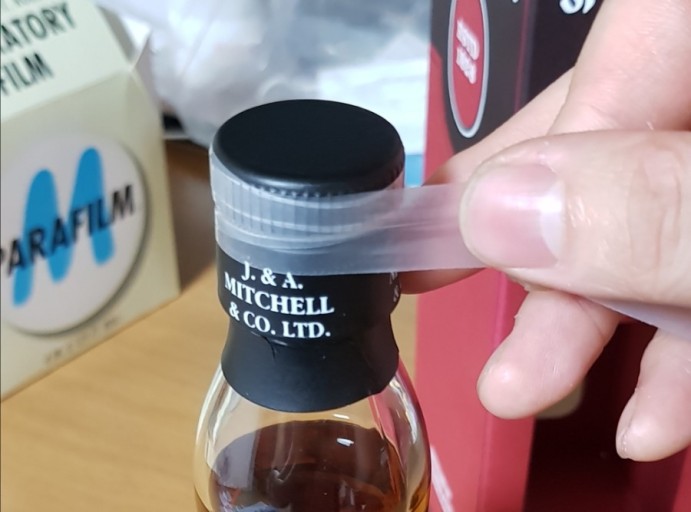 ATORY
FILM
M
PARAFILM
J. & A.
MITCHELL
& CO. LTD.